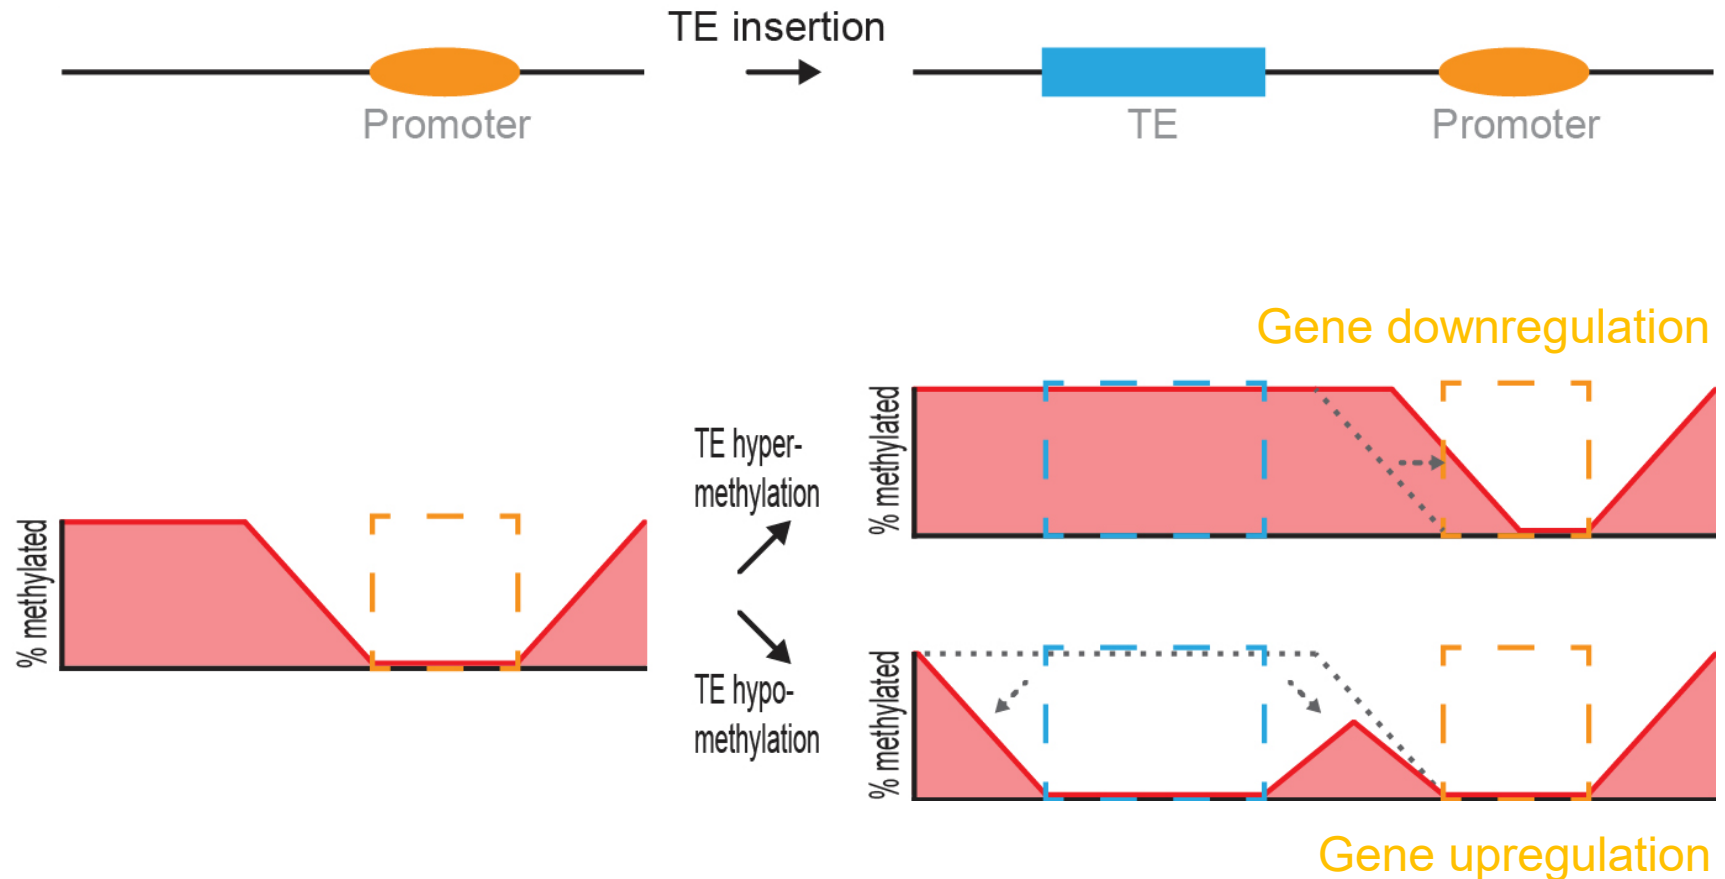 TE insertion
Promoter
TE
Promoter
Gene downregulation
% methylated
TE hyper-
methylation
% methylated
TE hypo-
methylation
% methylated
Gene upregulation